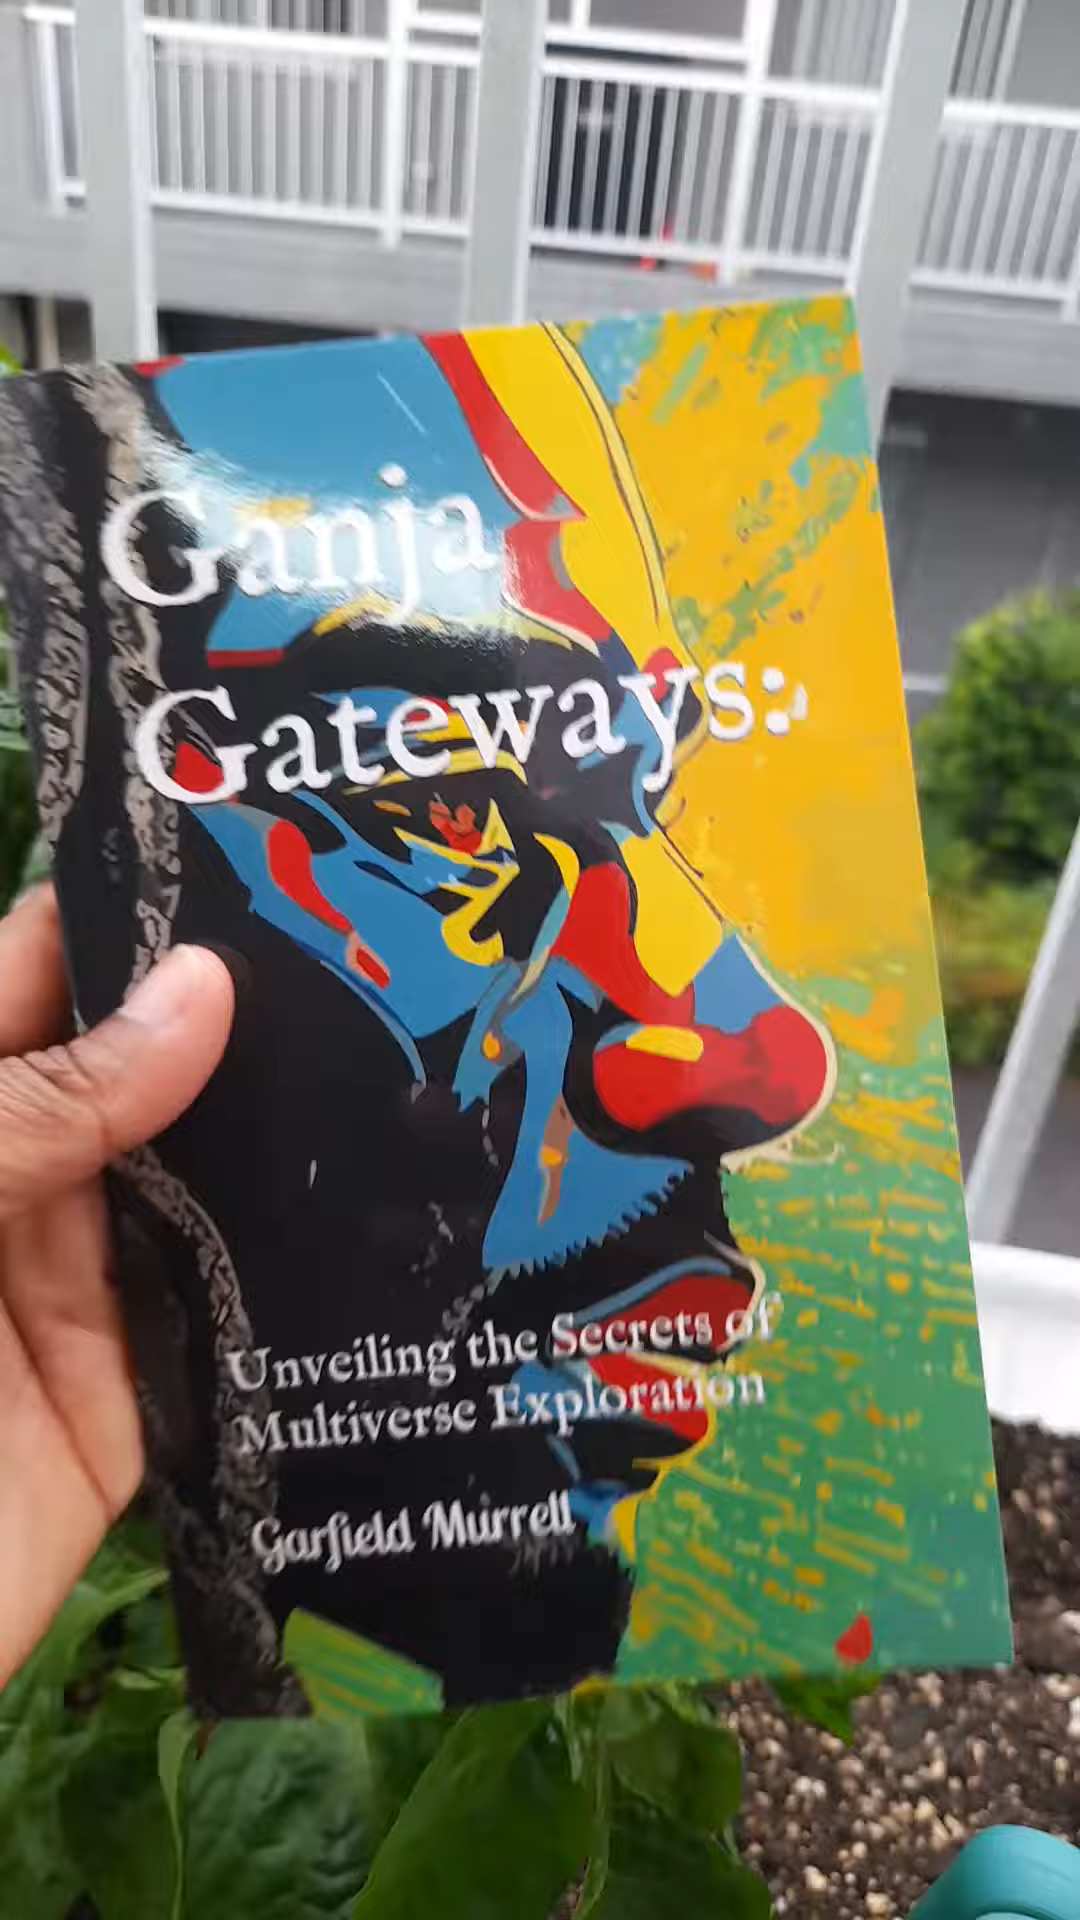 Ganja
Gateways:
Unveiling the Secrets of
Multiverse Exploration
Garfield Murrell